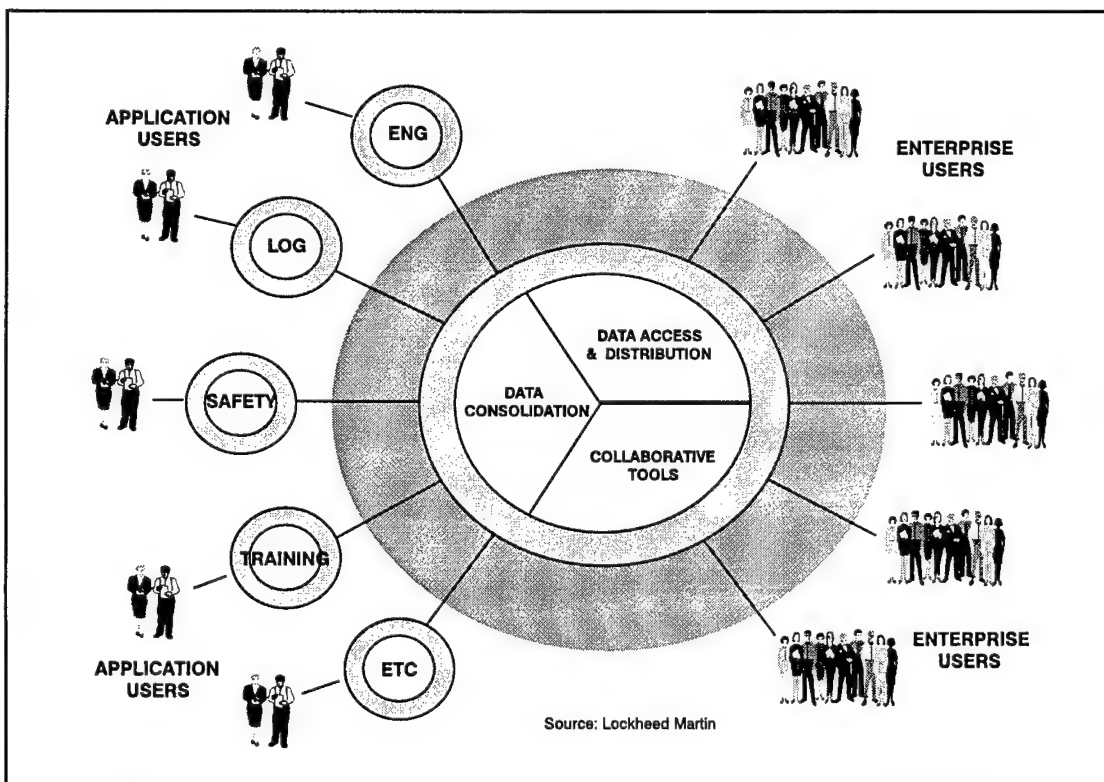 APPLICATION
USERS
ENG
LOG
SAFETY
TRAINING
ETC
APPLICATION
USERS
DATA
CONSOLIDATION
DATA ACCESS
& DISTRIBUTION
COLLABORATIVE
TOOLS
ENTERPRISE
USERS
ENTERPRISE
USERS
Source: Lockheed Martin